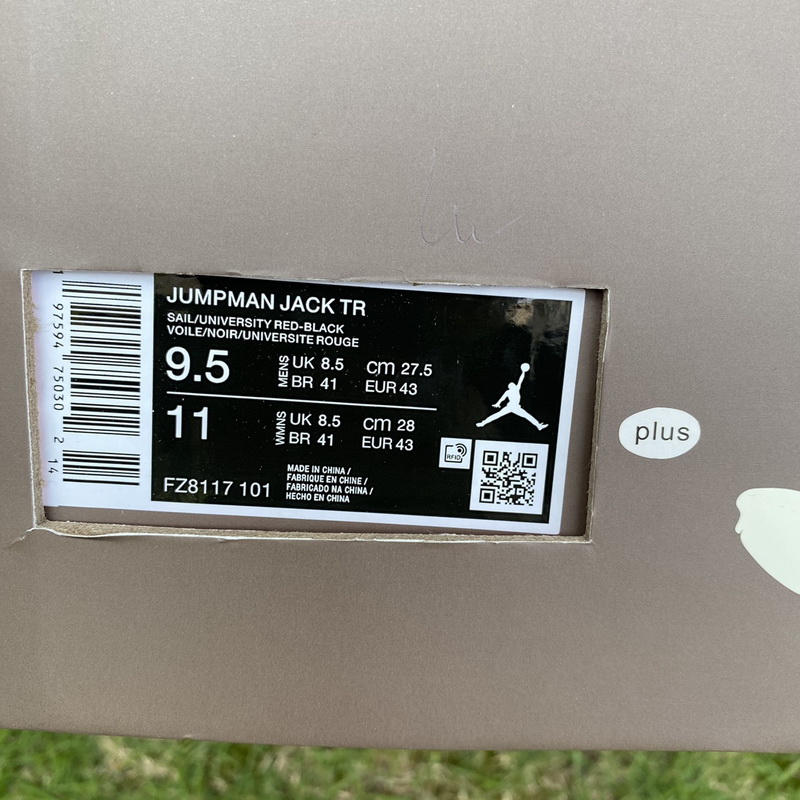 JUMPMAN JACK TR
SAIL/UNIVERSITY RED-BLACK
VOILE/NOIR/UNIVERSITE ROUGE
9.5
MENS
UK 8.5 cm 27.5
BR 41 EUR 43
11
WMNS
UK 8.5 cm 28
BR 41 EUR 43
FZ8117 101
MADE IN CHINA /
FABRIQUE EN CHINE /
FABRICADO NA CHINA /
HECHO EN CHINA
RFID
97594 75030 2 14
plus